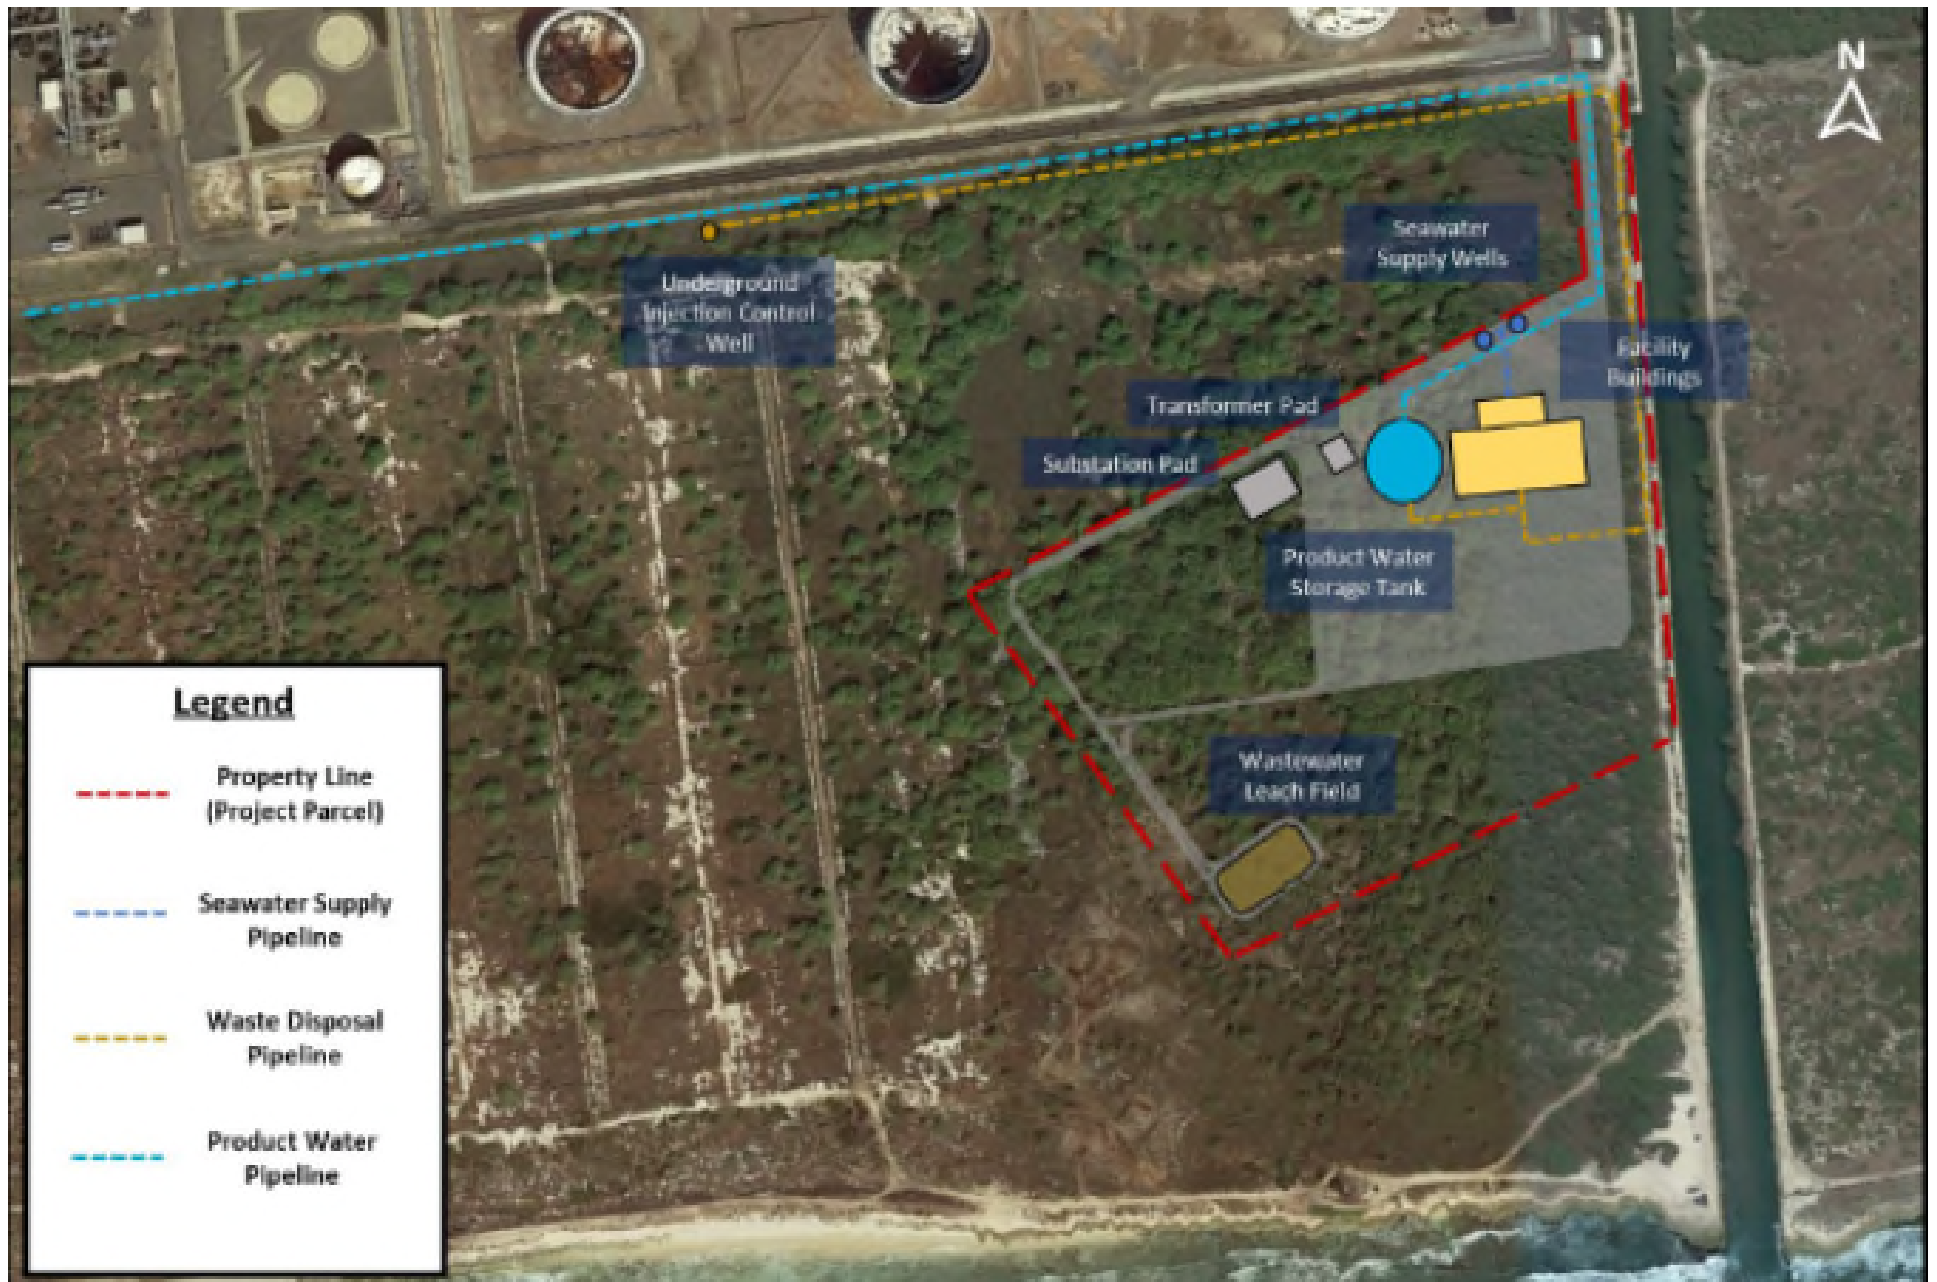 N
Seawater
Supply Wells
Underground
Injection Control
Well
Facility
Buildings
Transformer Pad
Substation Pad
Product Water
Storage Tank
Wastewater
Leach Field
Legend
Property Line
(Project Parcel)
Seawater Supply
Pipeline
Waste Disposal
Pipeline
Product Water
Pipeline